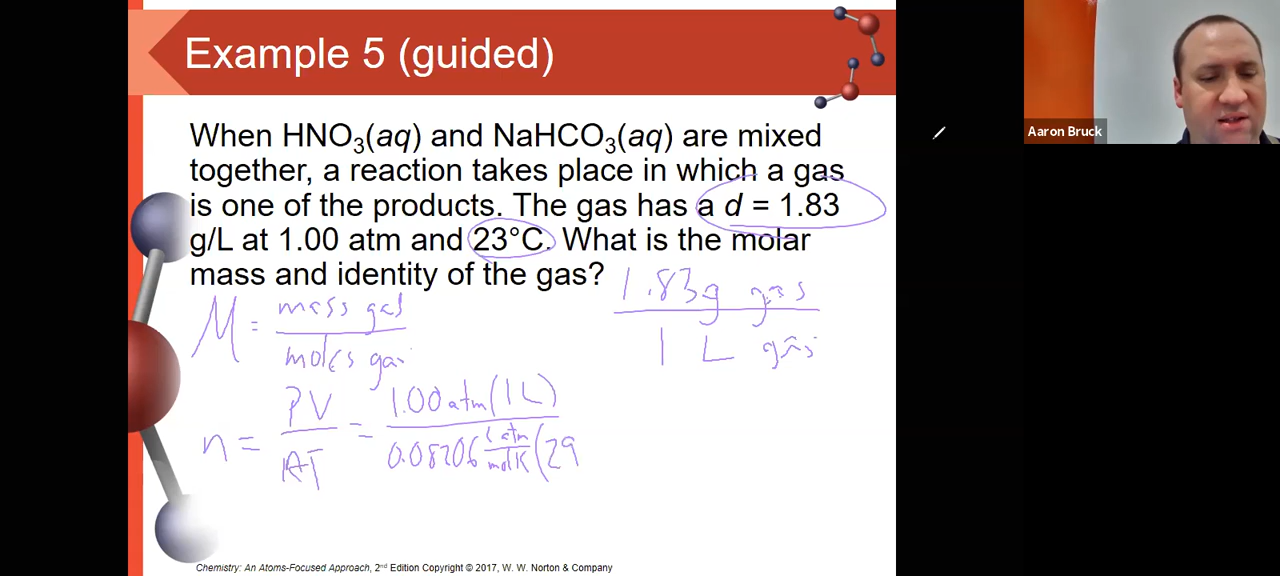 Example 5 (guided)
When HNO₃(aq) and NaHCO₃(aq) are mixed
together, a reaction takes place in which a gas
is one of the products. The gas has a d = 1.83
g/L at 1.00 atm and 23°C. What is the molar
mass and identity of the gas?
M = mass gas / moles gas
1.83g gas / 1 L gas
n = PV / RT = 1.00 atm (1 L) / 0.08206 L atm / mol K (29
Chemistry: An Atoms-Focused Approach, 2nd Edition Copyright © 2017, W. W. Norton & Company
Aaron Bruck